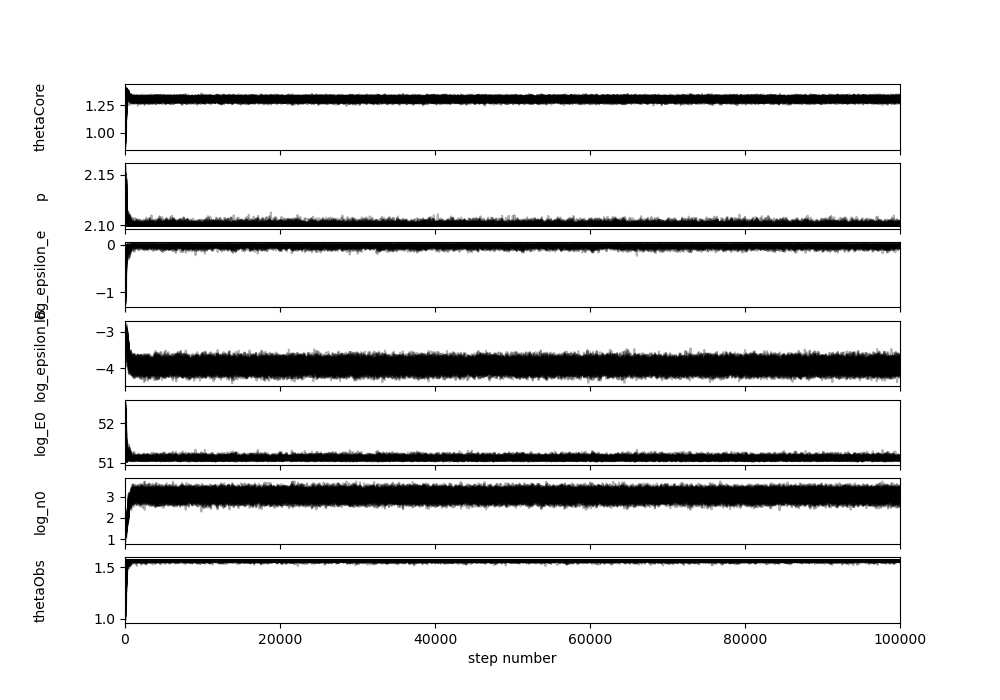 thetaCore
1.25
1.00
p
2.15
2.10
log_epsilon_e
0
−1
log_epsilon_B
−3
−4
log_E0
52
51
log_n0
3
2
1
thetaObs
1.5
1.0
0 20000 40000 60000 80000 100000
step number